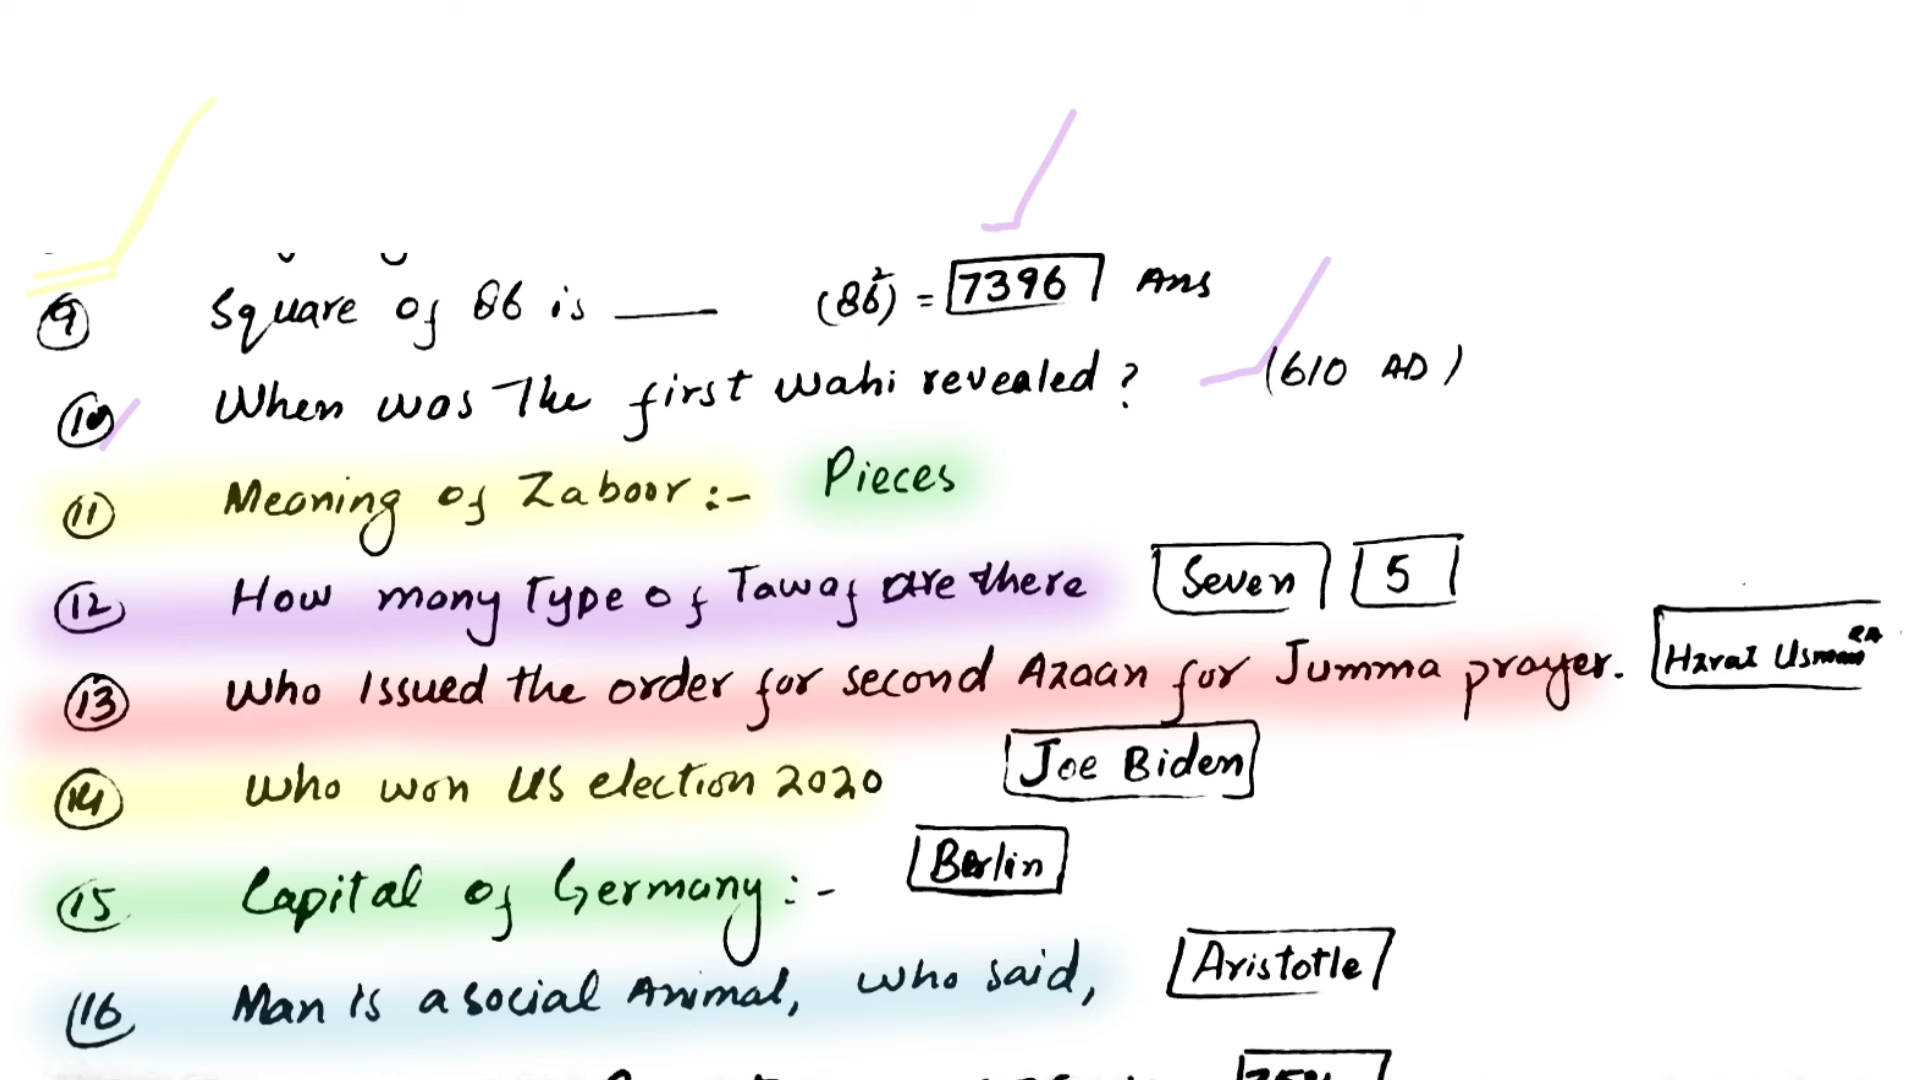 9 Square of 86 is ___ (86²) = 7396 Ans
10 When was The first wahi revealed? (610 AD)
11 Meaning of Zaboor :- Pieces
12 How many Type of Tawaf are there Seven 5
13 Who Issued the order for second Azaan for Jumma prayer. Hzrat Usman RA
14 Who won US election 2020 Joe Biden
15 Capital of Germany :- Berlin
16 Man is a social Animal, who said, Aristotle